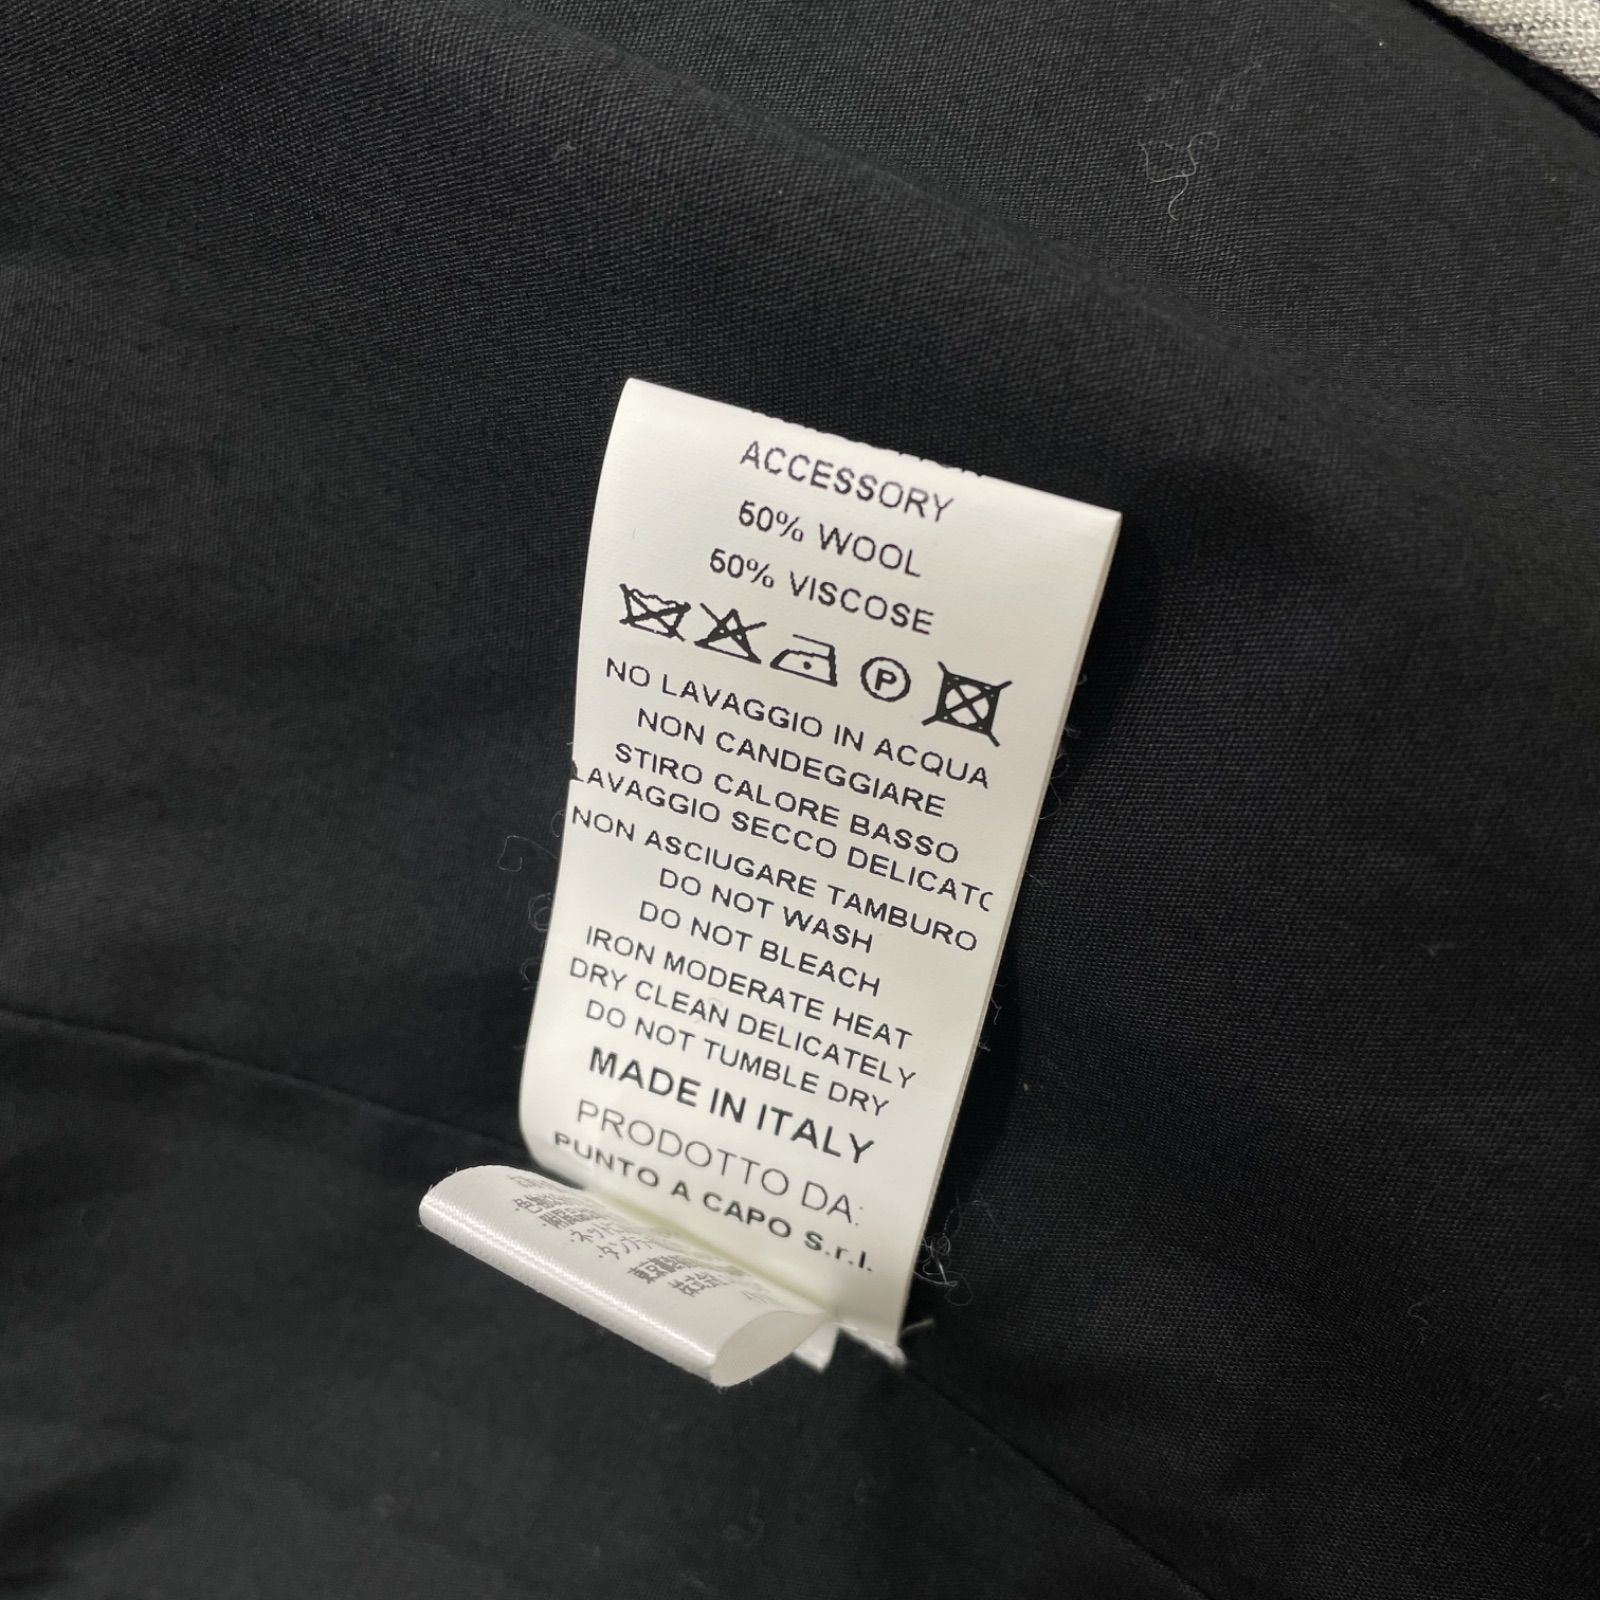 ACCESSORY
50% WOOL
50% VISCOSE
P
NO LAVAGGIO IN ACQUA
NON CANDEGGIARE
STIRO CALORE BASSO
LAVAGGIO SECCO DELICATO
NON ASCIUGARE TAMBURO
DO NOT WASH
DO NOT BLEACH
IRON MODERATE HEAT
DRY CLEAN DELICATELY
DO NOT TUMBLE DRY
MADE IN ITALY
PRODOTTO DA:
PUNTO A CAPO S.r.l.